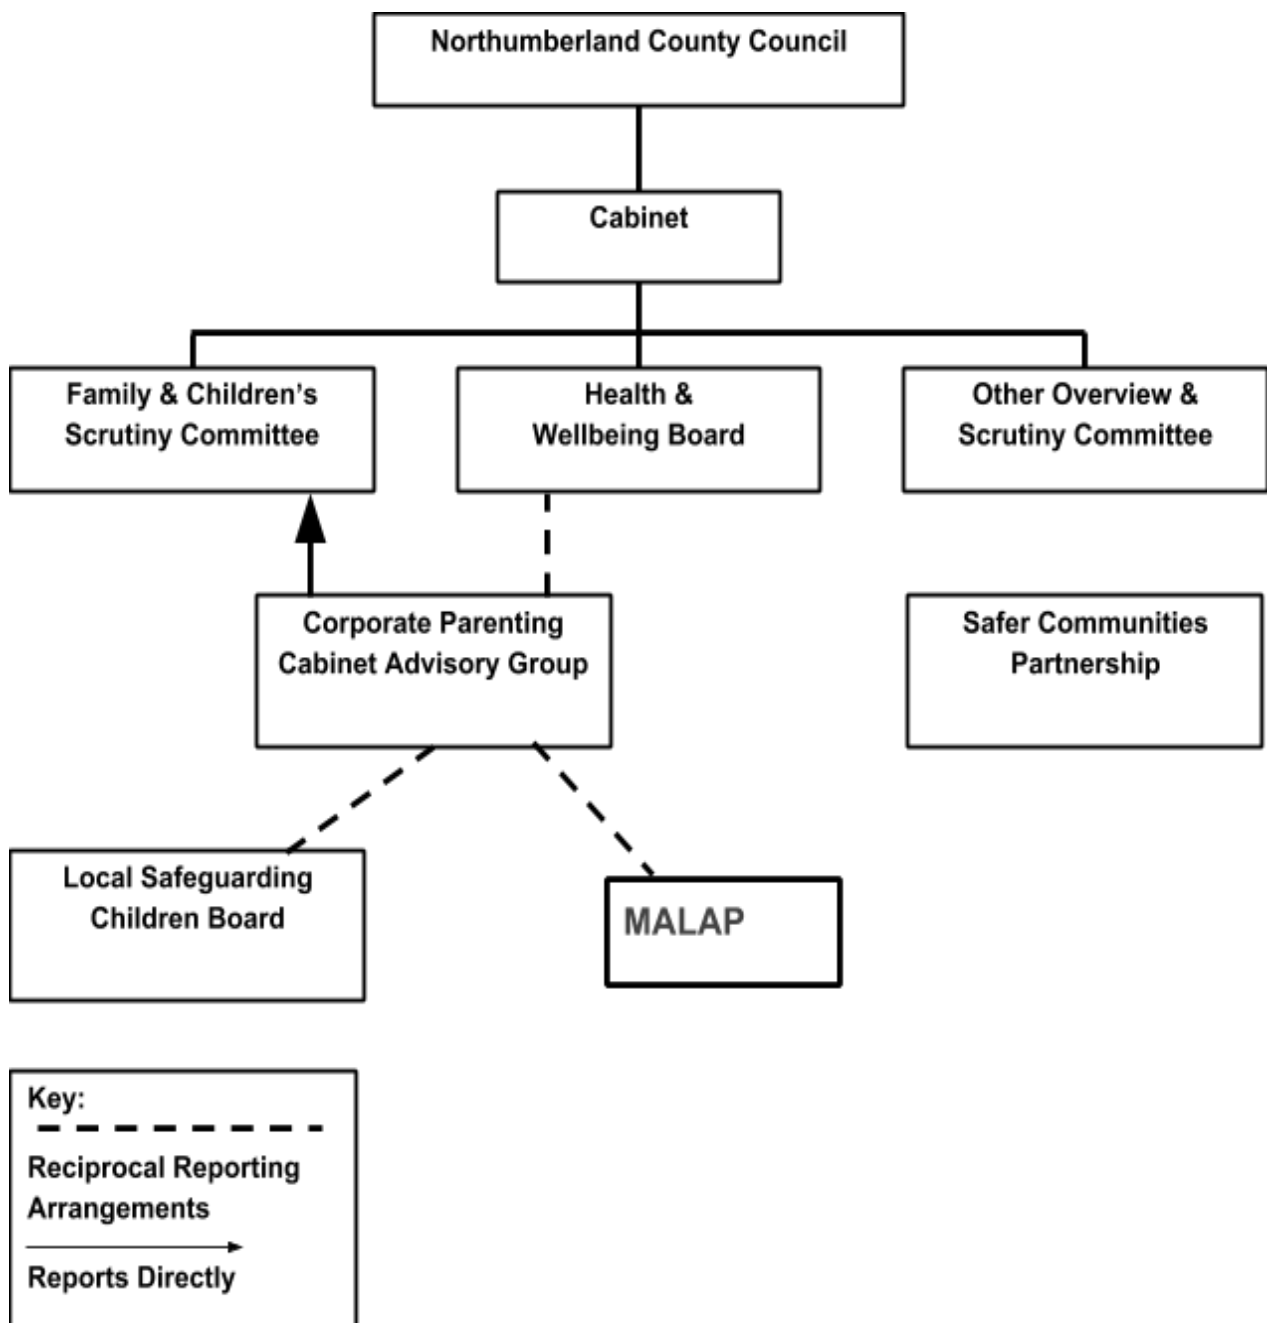 Northumberland County Council
Cabinet
Family & Children’s
Scrutiny Committee
Health &
Wellbeing Board
Other Overview &
Scrutiny Committee
Corporate Parenting
Cabinet Advisory Group
Safer Communities
Partnership
Local Safeguarding
Children Board
MALAP
Key:
Reciprocal Reporting
Arrangements
Reports Directly